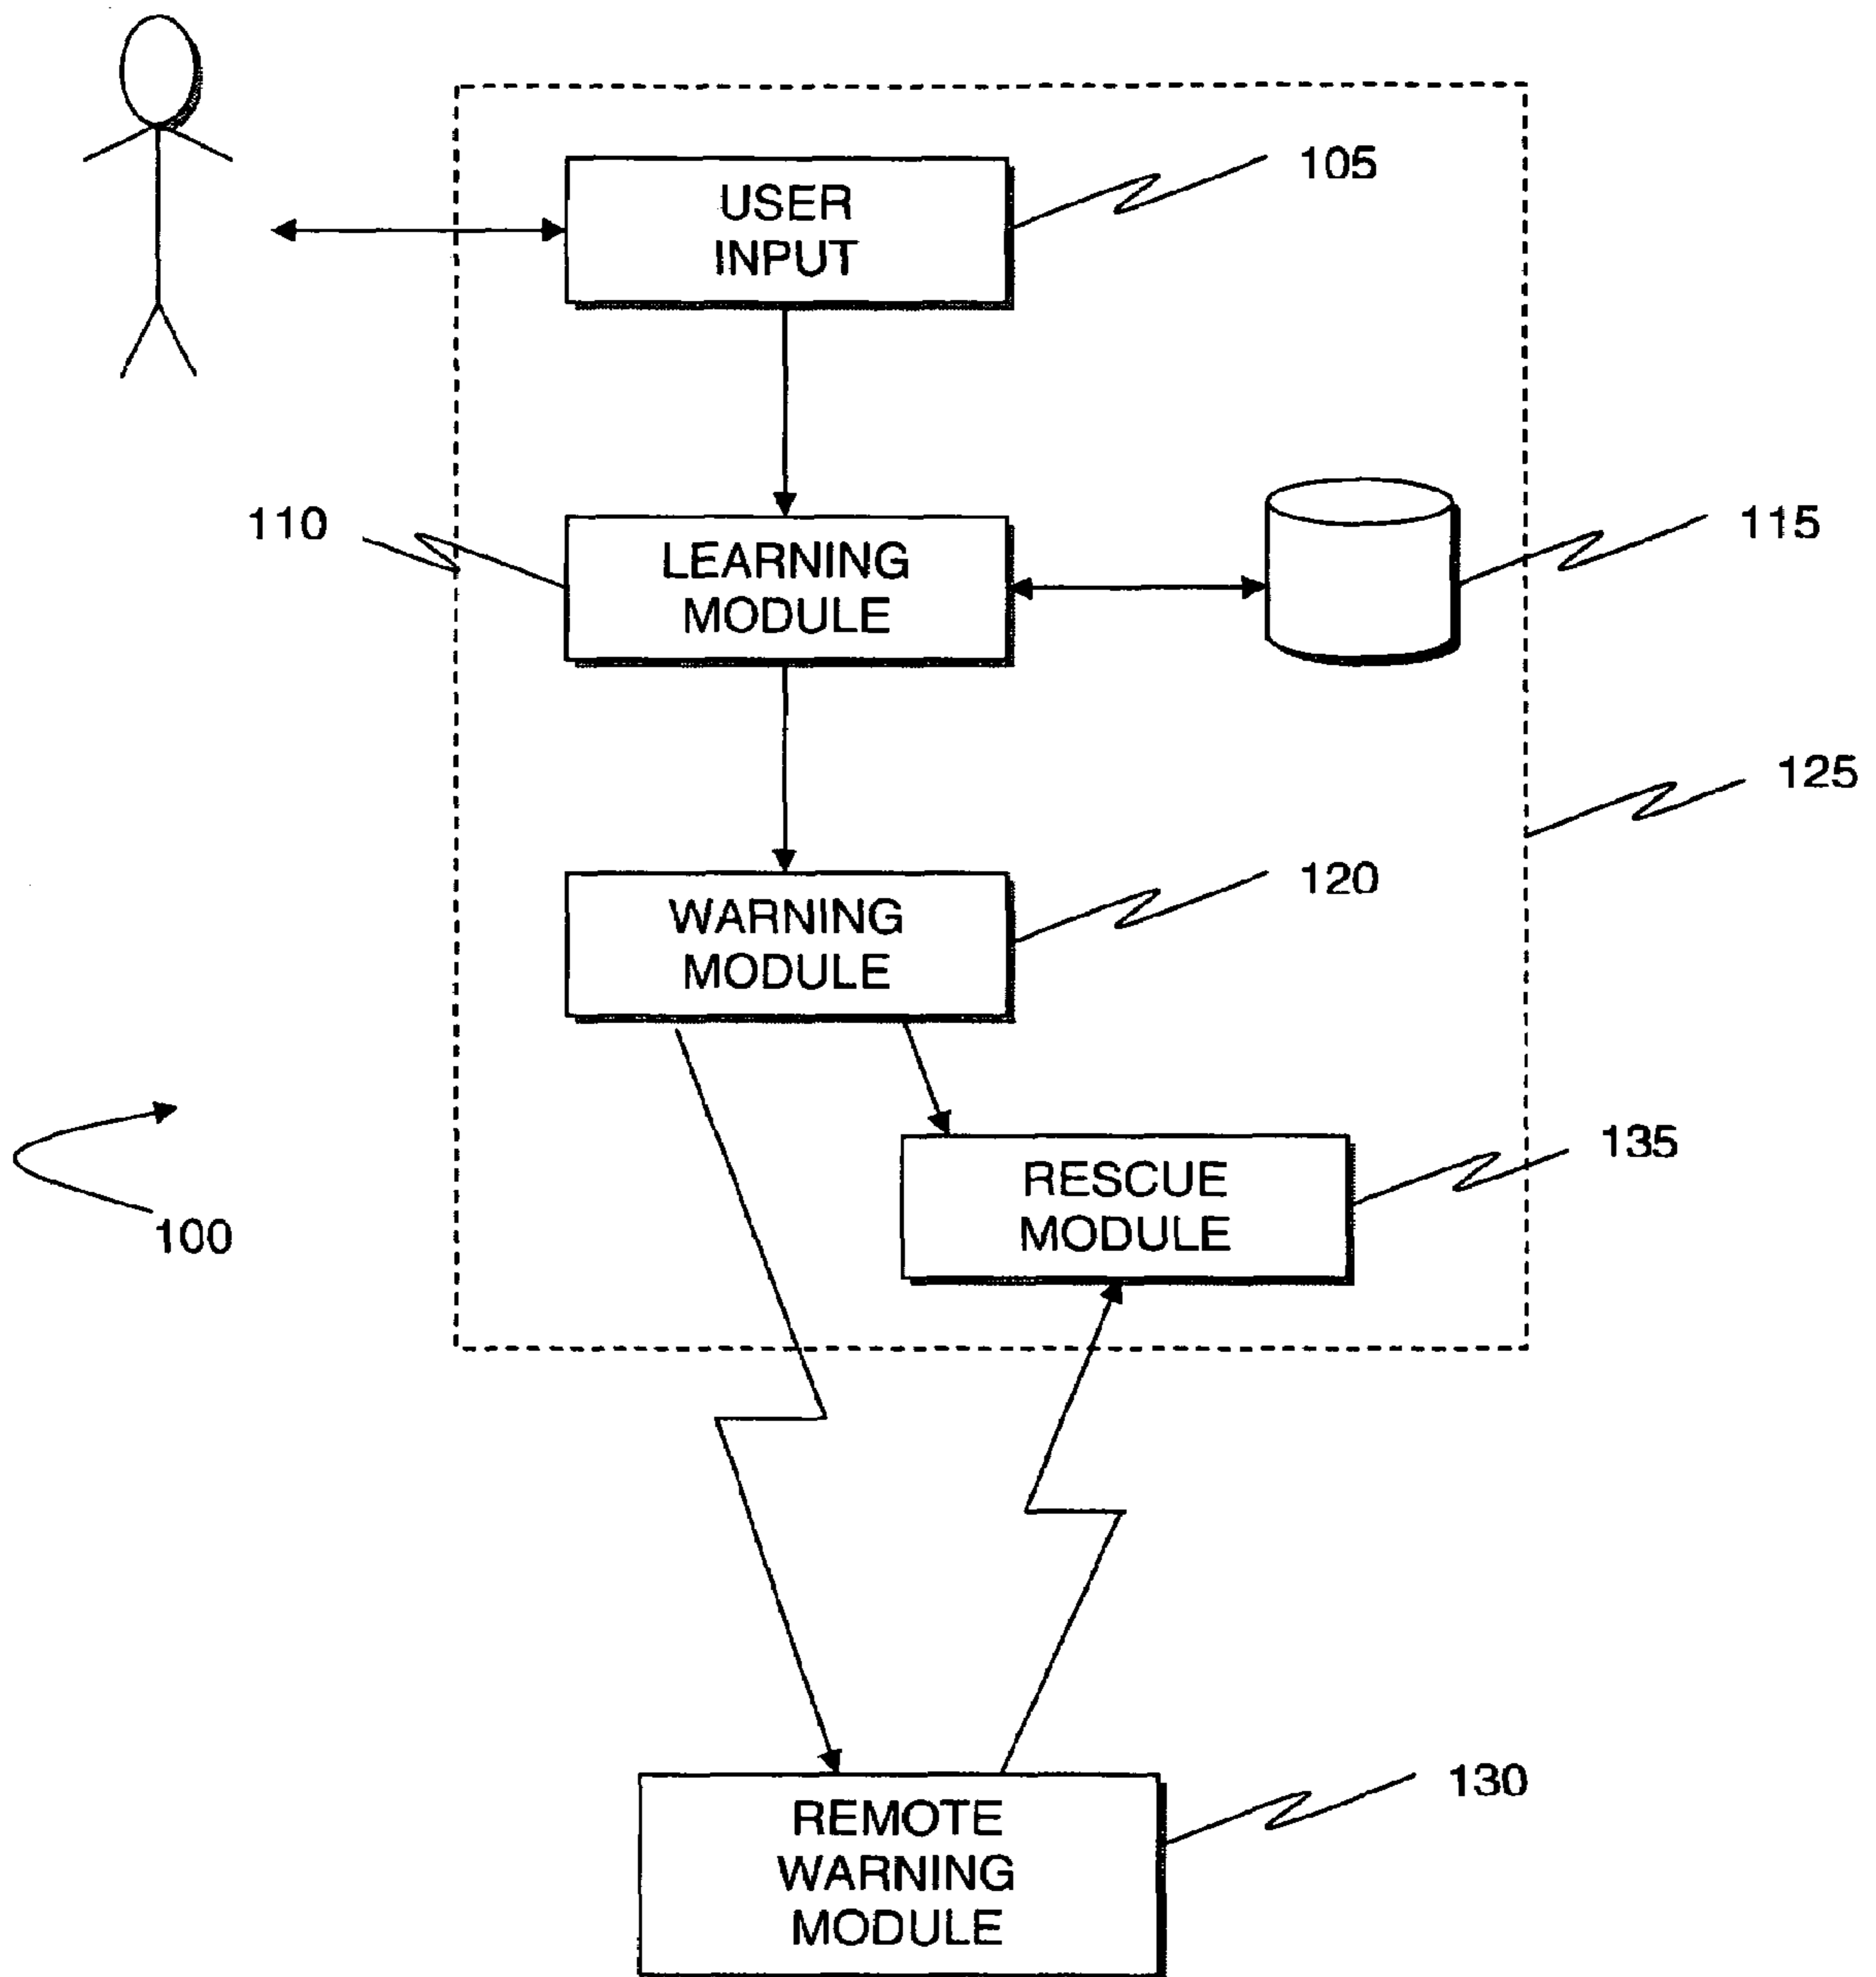 USER
INPUT
105
110
LEARNING
MODULE
115
125
WARNING
MODULE
120
RESCUE
MODULE
135
100
REMOTE
WARNING
MODULE
130